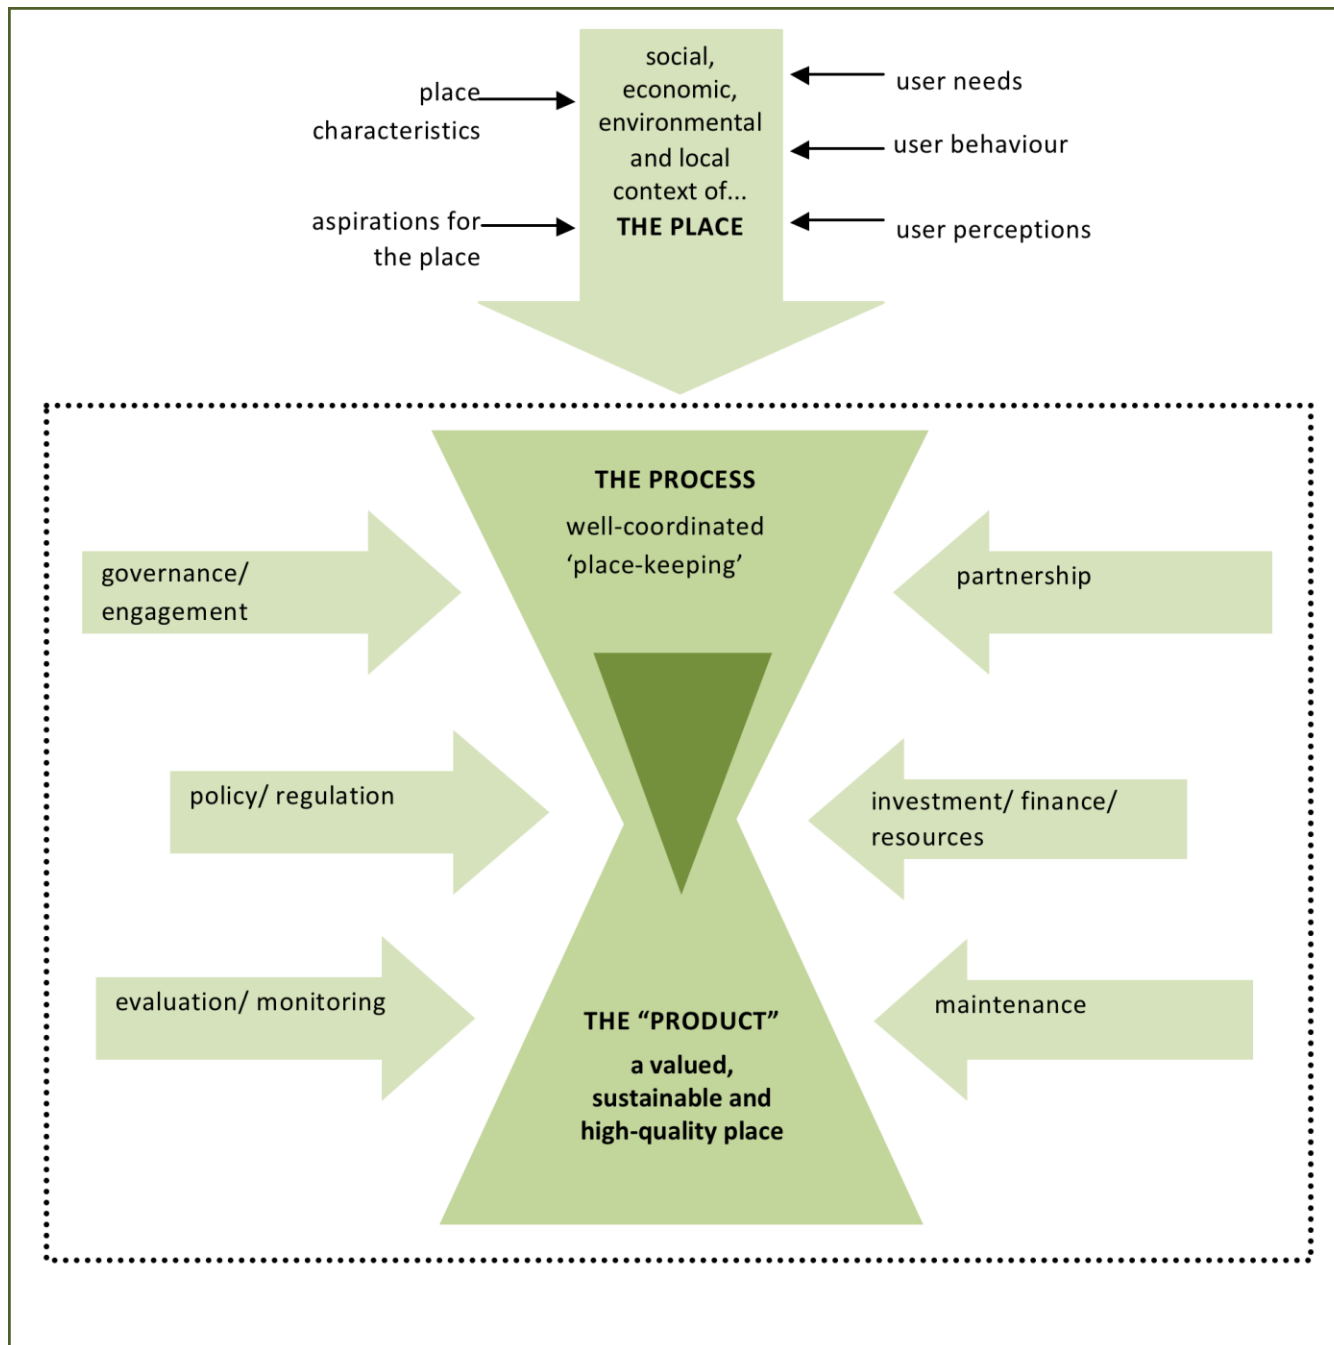 social,
economic,
environmental
and local
context of...
THE PLACE
place
characteristics
aspirations for
the place
user needs
user behaviour
user perceptions
THE PROCESS
well-coordinated
‘place-keeping’
governance/
engagement
partnership
policy/ regulation
investment/ finance/
resources
evaluation/ monitoring
maintenance
THE “PRODUCT”
a valued,
sustainable and
high-quality place